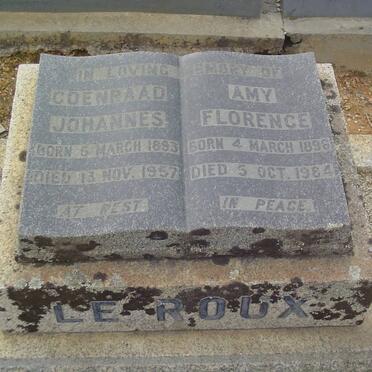 IN LOVING MEMORY OF
COENRAAD
JOHANNES
BORN 6 MARCH 1893
DIED 13 NOV. 1957
AT REST
AMY
FLORENCE
BORN 4 MARCH 1896
DIED 5 OCT. 1984
IN PEACE
LE ROUX